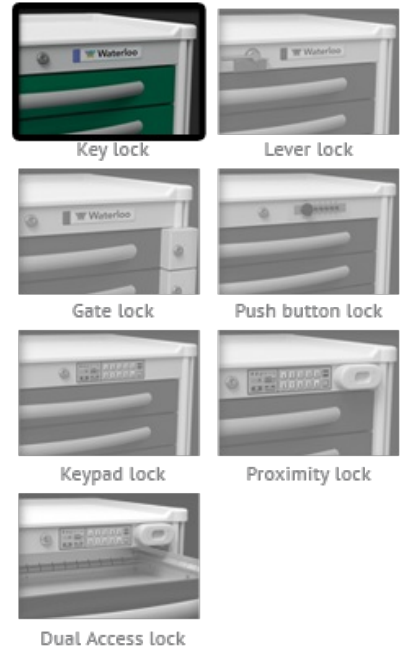 Waterloo
Waterloo
Key lock
Lever lock
Waterloo
Gate lock
Push button lock
Keypad lock
Proximity lock
Dual Access lock